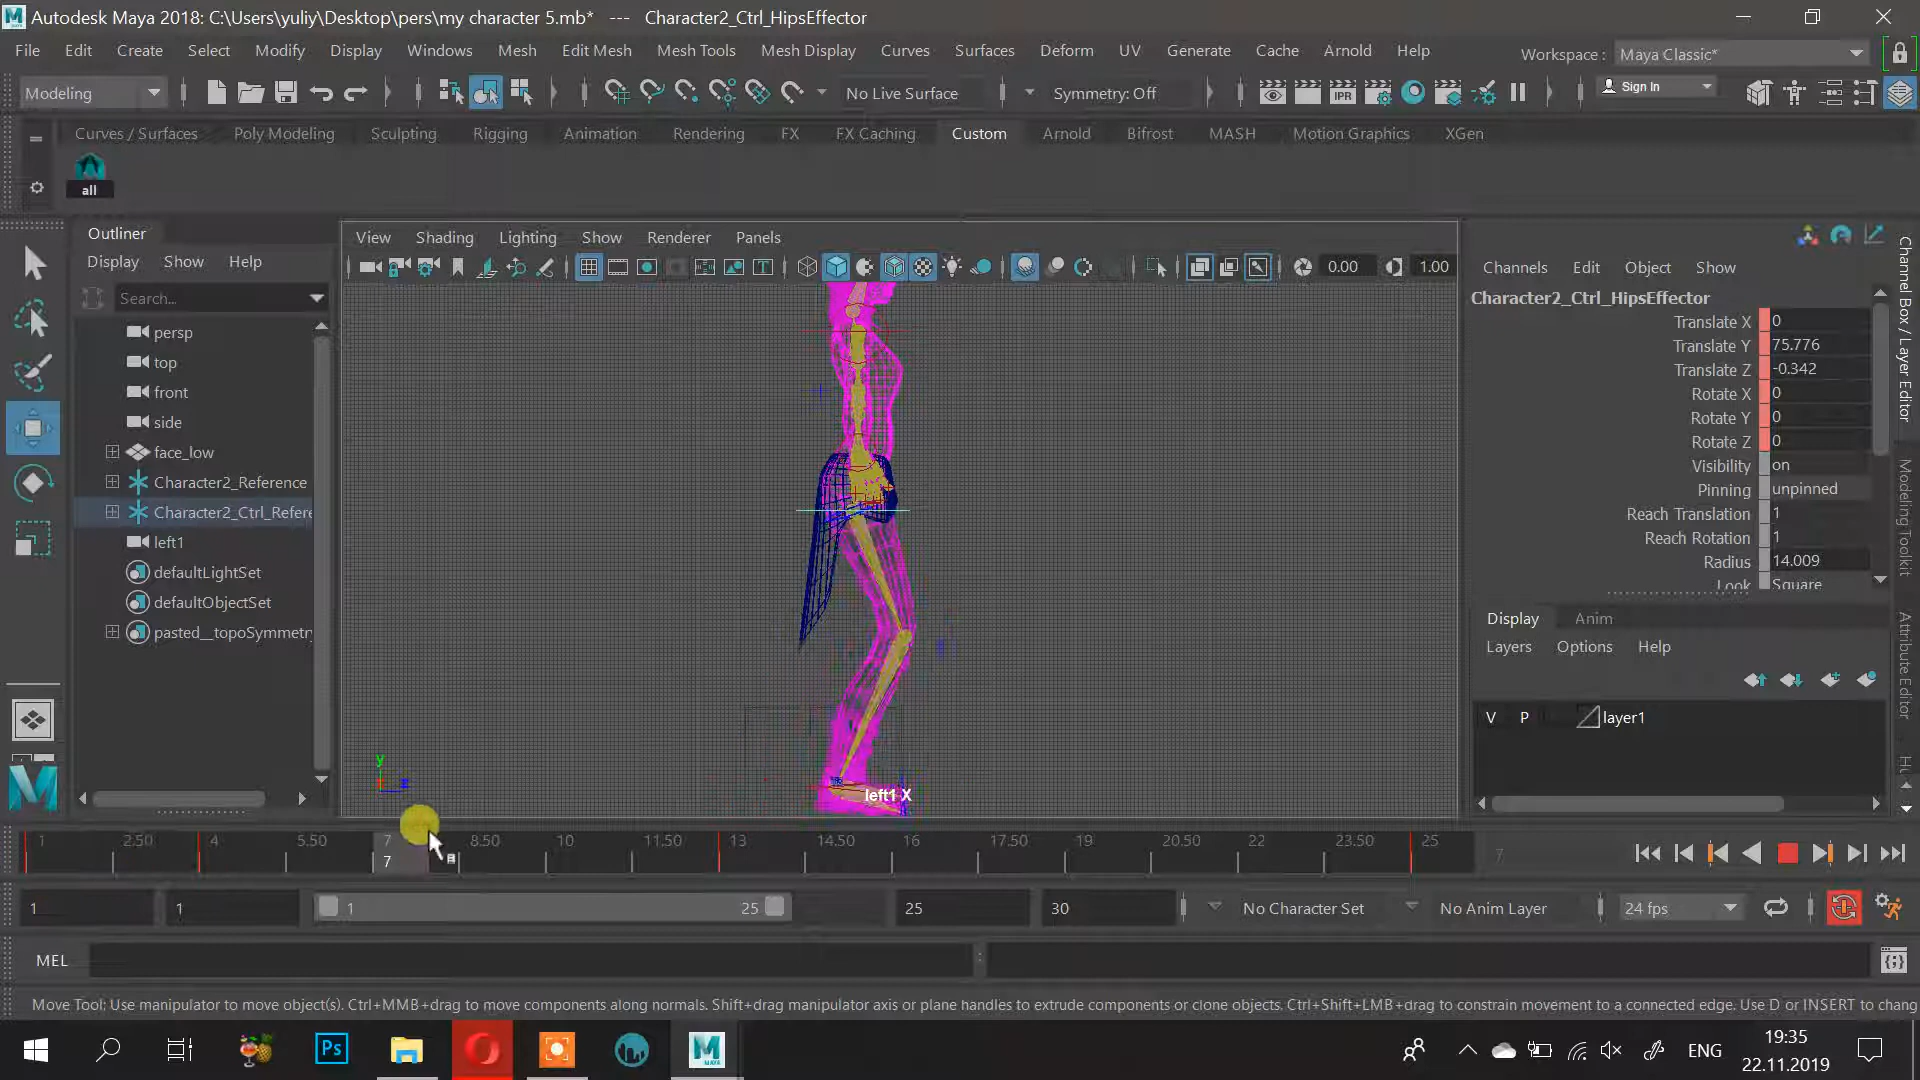 Autodesk Maya 2018: C:\Users\yuliy\Desktop\pers\my character 5.mb* --- Character2_Ctrl_HipsEffector
File Edit Create Select Modify Display Windows Mesh Edit Mesh Mesh Tools Mesh Display Curves Surfaces Deform UV Generate Cache Arnold Help
Workspace : Maya Classic*
Modeling
No Live Surface
Symmetry: Off
IPR
Sign In
Curves / Surfaces Poly Modeling Sculpting Rigging Animation Rendering FX FX Caching Custom Arnold Bifrost MASH Motion Graphics XGen
all
Outliner
Display Show Help
Search...
persp
top
front
side
face_low
Character2_Reference
Character2_Ctrl_Refere
left1
defaultLightSet
defaultObjectSet
pasted__topoSymmetry
View Shading Lighting Show Renderer Panels
0.00
1.00
y
z
left1 X
Channels Edit Object Show
Character2_Ctrl_HipsEffector
Translate X 0
Translate Y 75.776
Translate Z -0.342
Rotate X 0
Rotate Y 0
Rotate Z 0
Visibility on
Pinning unpinned
Reach Translation 1
Reach Rotation 1
Radius 14.009
Look Square
Display Anim
Layers Options Help
V P layer1
Channel Box / Layer Editor
Modeling Toolkit
Attribute Editor
1 2.50 4 5.50 7 8.50 10 11.50 13 14.50 16 17.50 19 20.50 22 23.50 25
7
7
1 1 1 25 25 30
No Character Set
No Anim Layer
24 fps
MEL
Move Tool: Use manipulator to move object(s). Ctrl+MMB+drag to move components along normals. Shift+drag manipulator axis or plane handles to extrude components or clone objects. Ctrl+Shift+LMB+drag to constrain movement to a connected edge. Use D or INSERT to chang
Ps
M
MAYA
ENG
19:35
22.11.2019